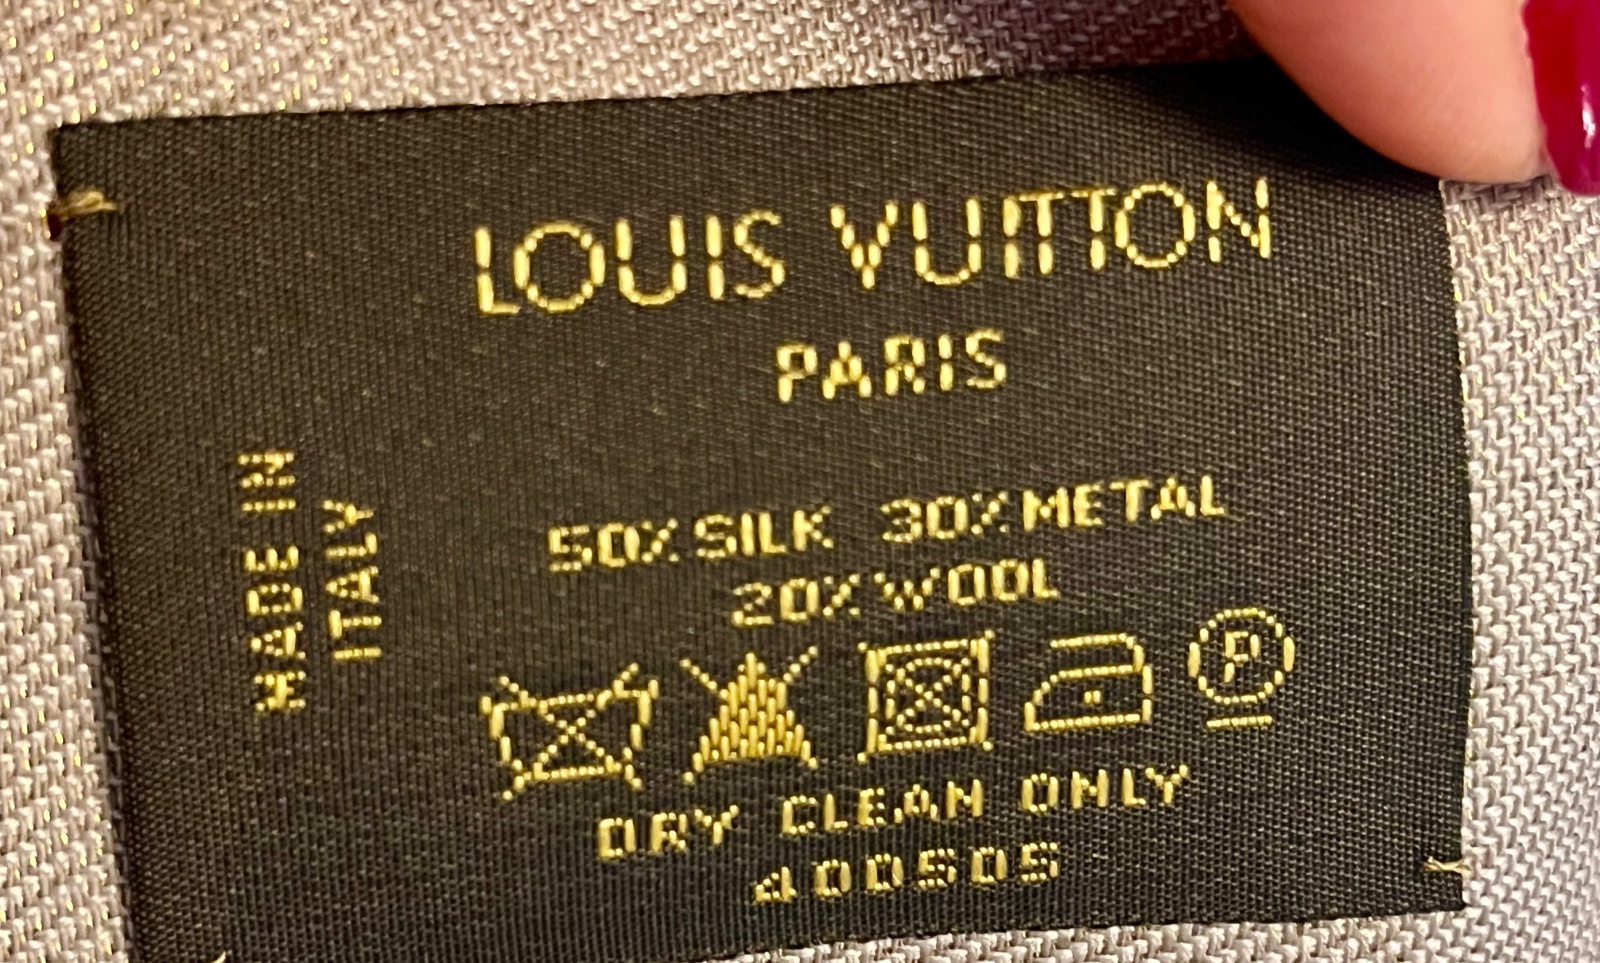 LOUIS VUITTON
PARIS
MADE IN
ITALY
50% SILK 30% METAL
20% WOOL
P
DRY CLEAN ONLY
400505